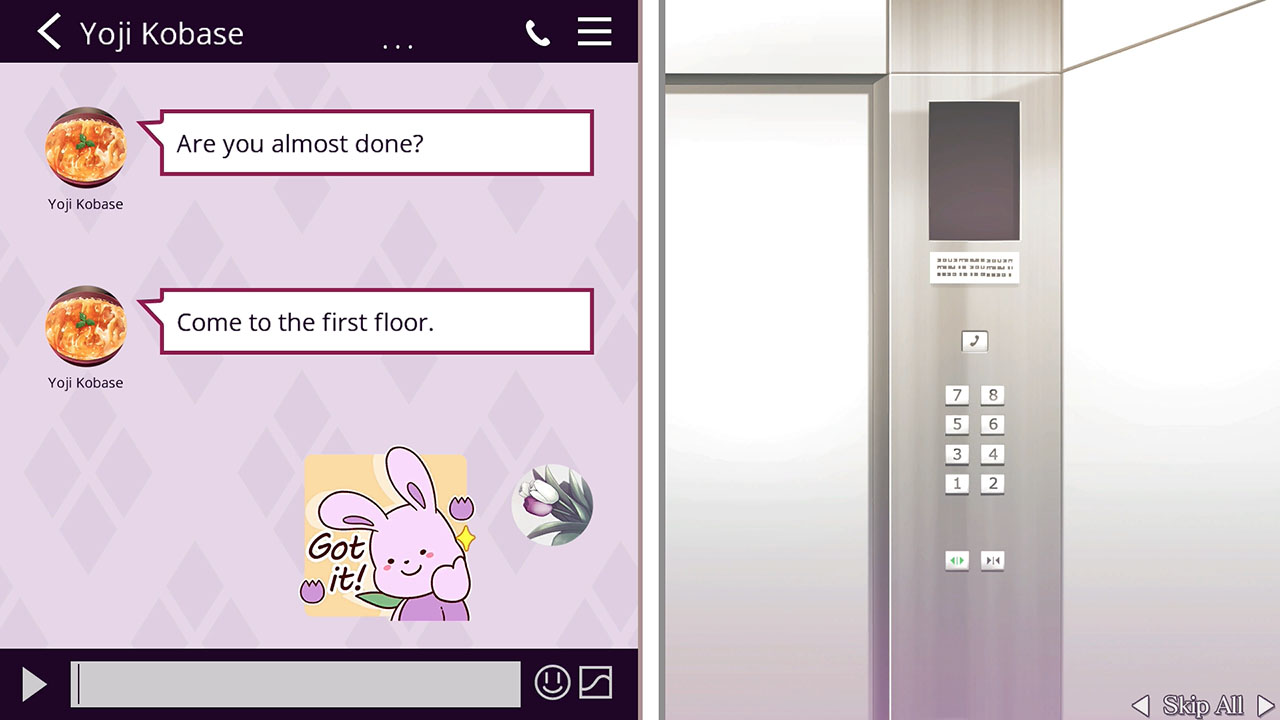 Yoji Kobase
...
Are you almost done?
Yoji Kobase
Come to the first floor.
Yoji Kobase
Got
it!
7 8
5 6
3 4
1 2
Skip All